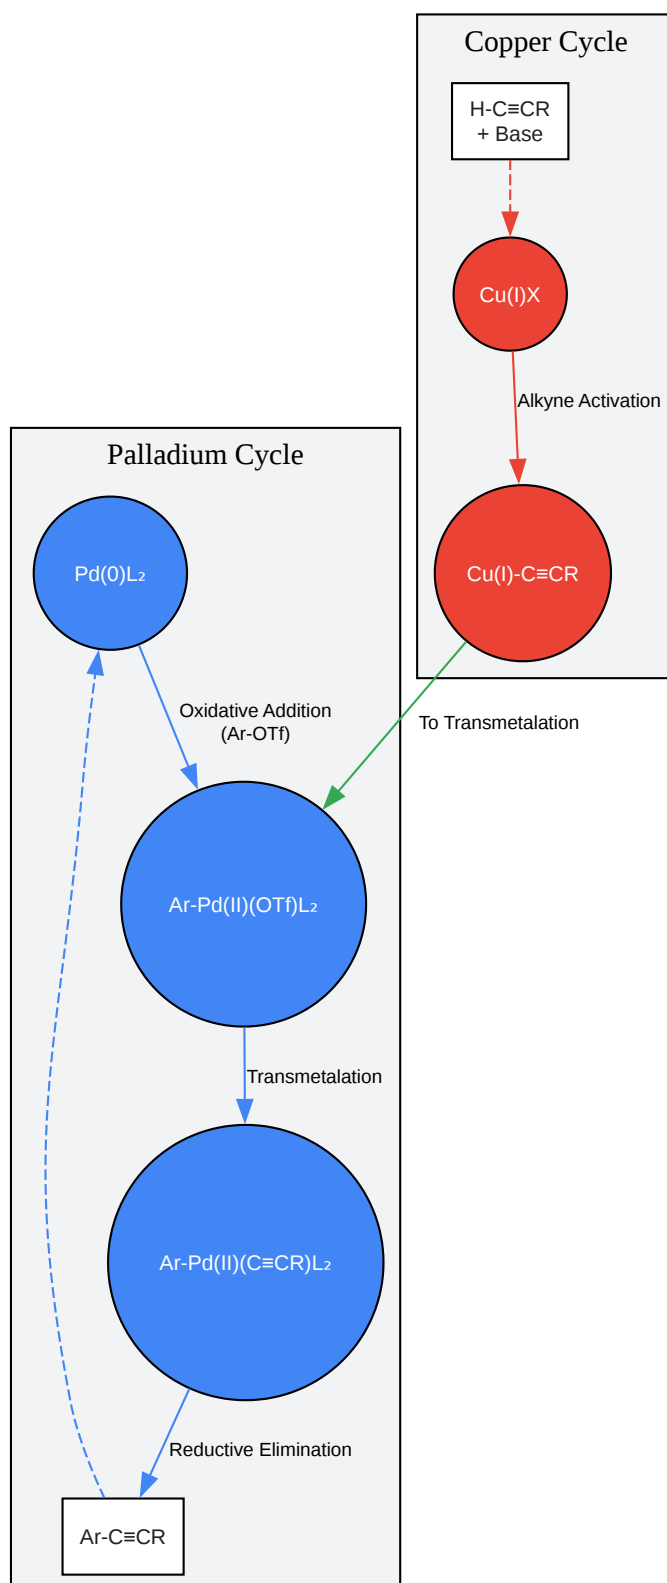 Copper Cycle
H-C≡CR
+ Base
Cu(I)X
Alkyne Activation
Cu(I)-C≡CR
To Transmetalation
Palladium Cycle
Pd(0)L₂
Oxidative Addition
(Ar-OTf)
Ar-Pd(II)(OTf)L₂
Transmetalation
Ar-Pd(II)(C≡CR)L₂
Reductive Elimination
Ar-C≡CR